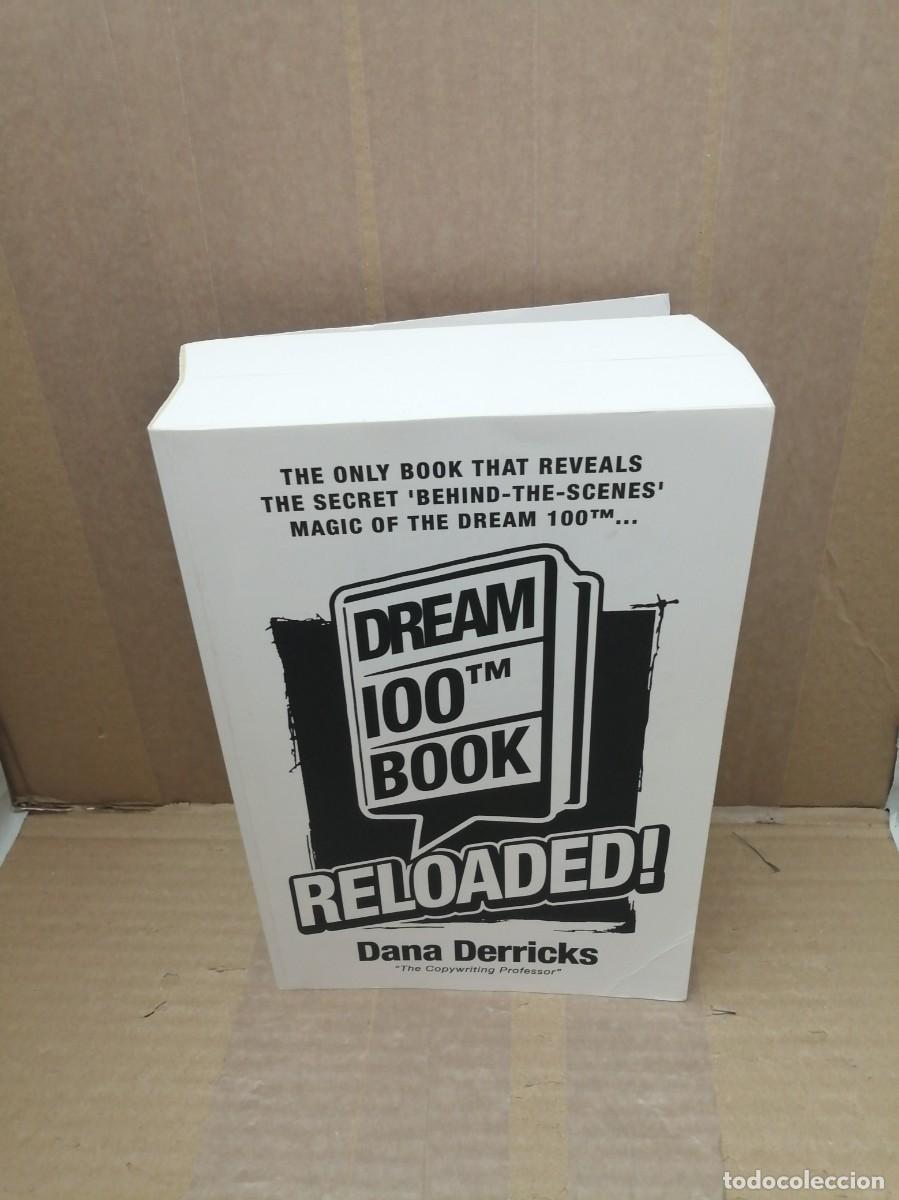 THE ONLY BOOK THAT REVEALS
THE SECRET 'BEHIND-THE-SCENES'
MAGIC OF THE DREAM 100™...
DREAM
100™
BOOK
RELOADED!
Dana Derricks
"The Copywriting Professor"
todocoleccion